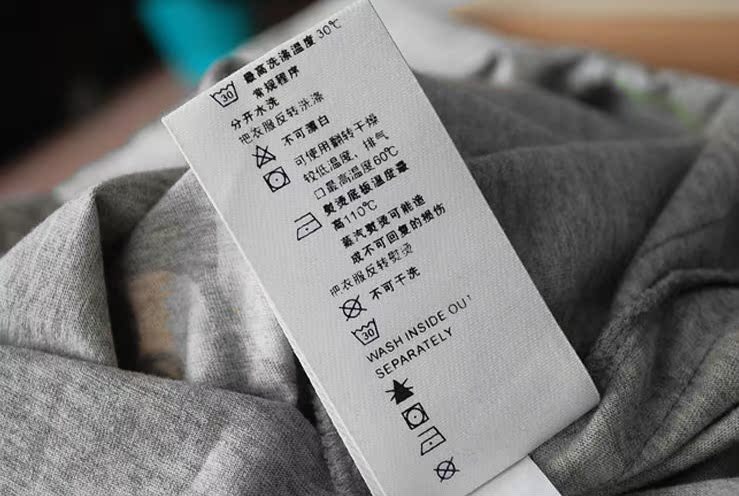 30 最高洗涤温度30℃
常规程序
分开水洗
把衣服反转洗涤
不可漂白
可使用翻转干燥
较低温度，排气
口最高温度60℃
熨烫底板温度最
高110℃
蒸汽熨烫可能造
成不可回复的损伤
把衣服反转熨烫
不可干洗
30
WASH INSIDE OUT
SEPARATELY